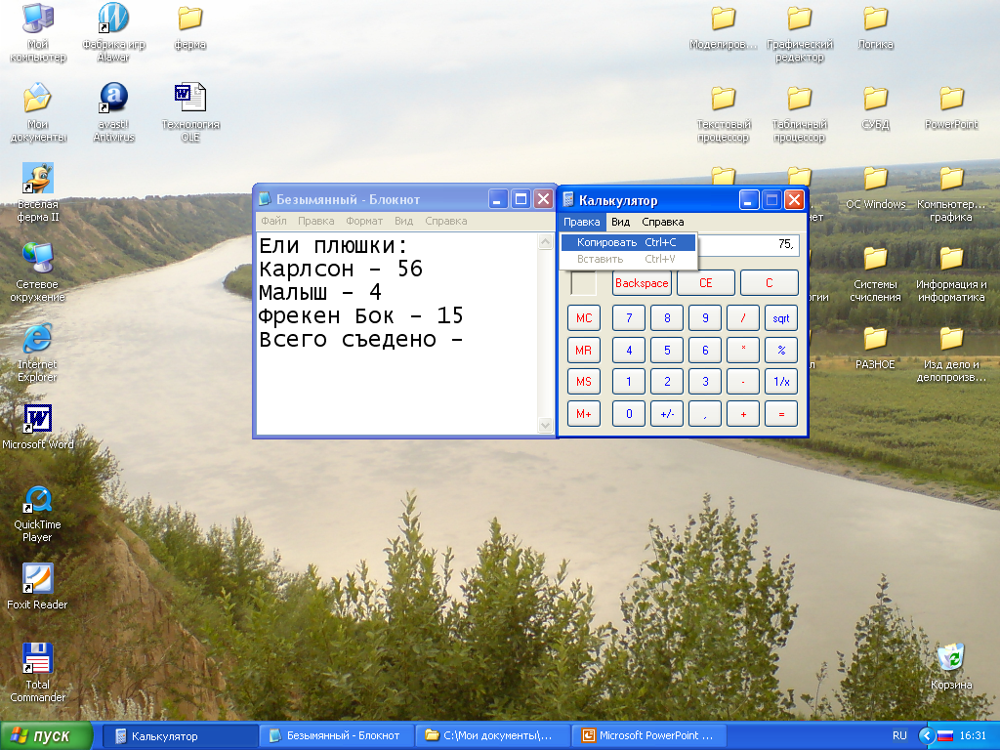 Мой
компьютер
Фабрика игр
Alawar
ферма
Моделиров...
Графический
редактор
Логика
Мои
документы
avast!
Antivirus
Технология
OLE
Текстовый
процессор
Табличный
процессор
СУБД
PowerPoint
Веселая
ферма II
ОС Windows
Компьютер...
графика
Сетевое
окружение
Системы
счисления
Информация и
информатика
Internet
Explorer
РАЗНОЕ
Изд дело и
делопроизв...
Microsoft Word
QuickTime
Player
Foxit Reader
Total
Commander
Корзина
Безымянный - Блокнот
Файл Правка Формат Вид Справка
Ели плюшки:
Карлсон - 56
Малыш - 4
Фрекен Бок - 15
Всего съедено -
Калькулятор
Правка Вид Справка
Копировать Ctrl+C
Вставить Ctrl+V
75,
Backspace CE C
MC 7 8 9 / sqrt
MR 4 5 6 * %
MS 1 2 3 - 1/x
M+ 0 +/- , + =
пуск
Калькулятор
Безымянный - Блокнот
C:\Мои документы\...
Microsoft PowerPoint ...
RU
16:31